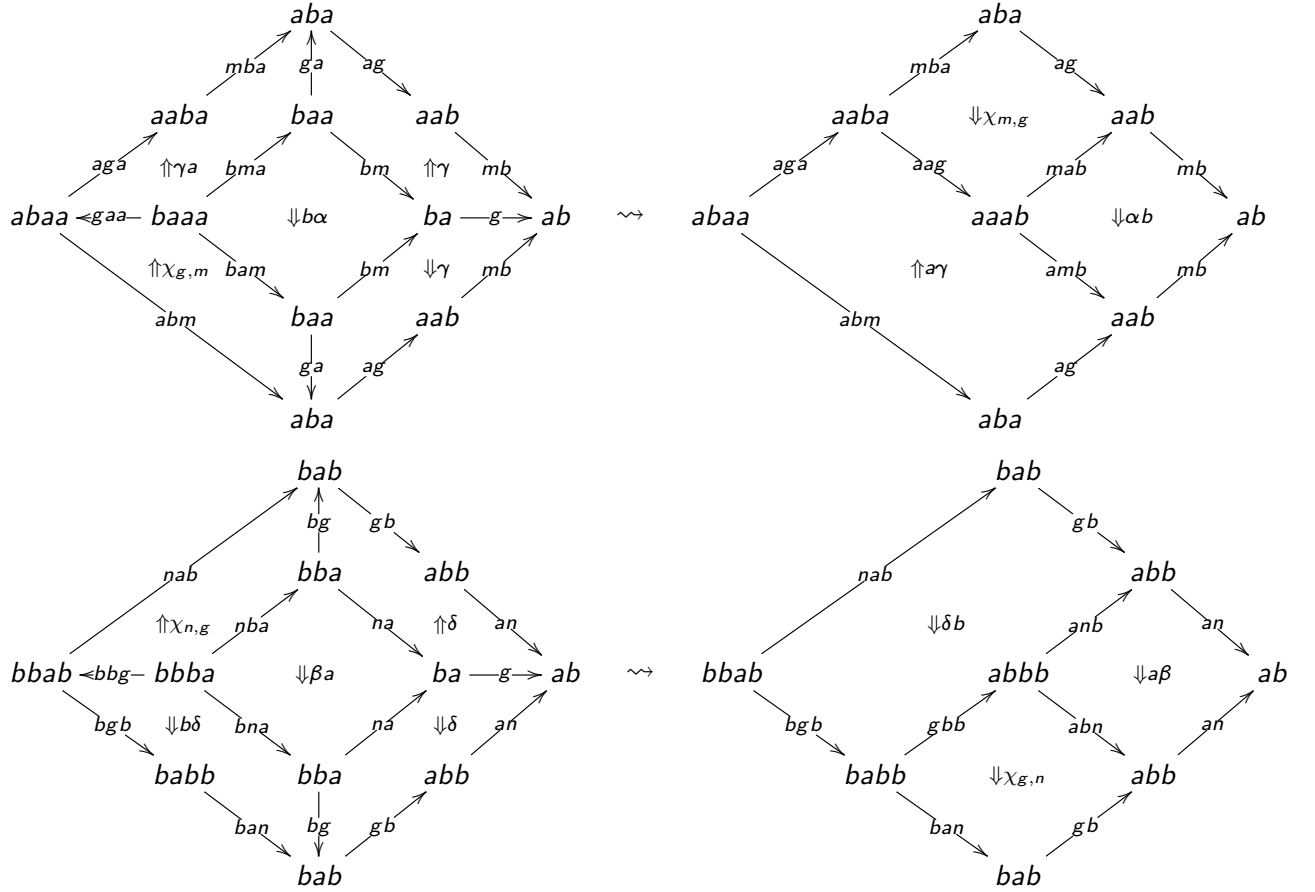 aba aba
mba ga ag mba ag
aaba baa aab aaba ⇓χm,g aab
aga ⇑γa bma bm ⇑γ mb aga aag mab mb
abaa gaa baaa ⇓bα ba g ab ⇝ abaa aaab ⇓αb ab
⇑χg,m bam bm ⇓γ mb ⇑aγ amb mb
abm baa aab abm aab
ga ag ag
aba aba
bab bab
bg gb gb
nab bba abb nab abb
⇑χn,g nba na ⇑δ an ⇓δb anb an
bbab bbg bbba ⇓βa ba g ab ⇝ bbab abbb ⇓aβ ab
bgb ⇓bδ bna na ⇓δ an bgb gbb abn an
babb bba abb babb ⇓χg,n abb
ban bg gb ban gb
bab bab